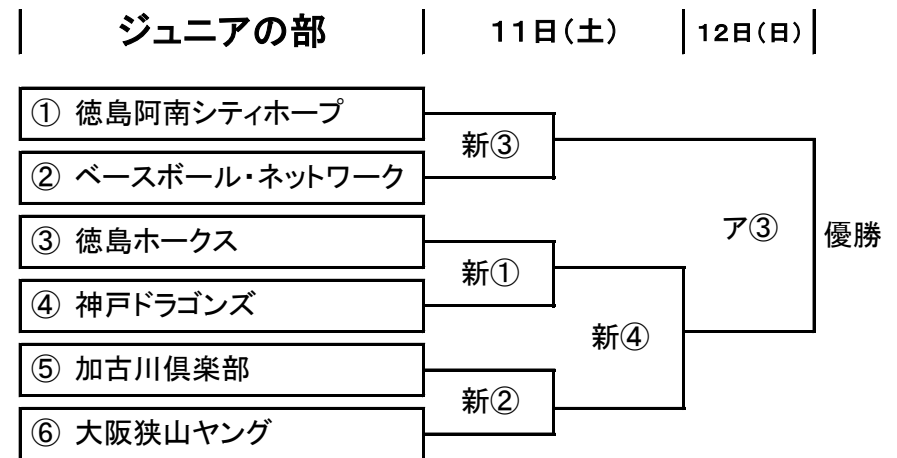 ジュニアの部 11日(土) 12日(日)
① 徳島阿南シティホープ
新③
② ベースボール・ネットワーク
③ 徳島ホークス
ア③ 優勝
新①
④ 神戸ドラゴンズ
新④
⑤ 加古川倶楽部
新②
⑥ 大阪狭山ヤング